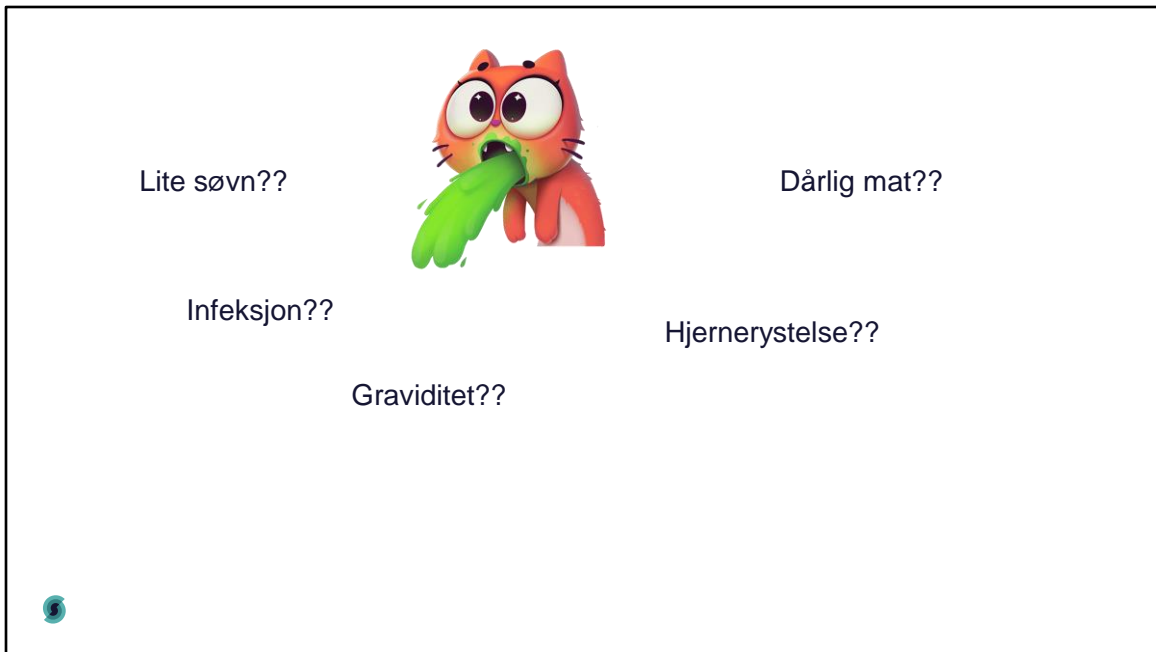 Lite søvn??
Dårlig mat??
Infeksjon??
Hjernerystelse??
Graviditet??